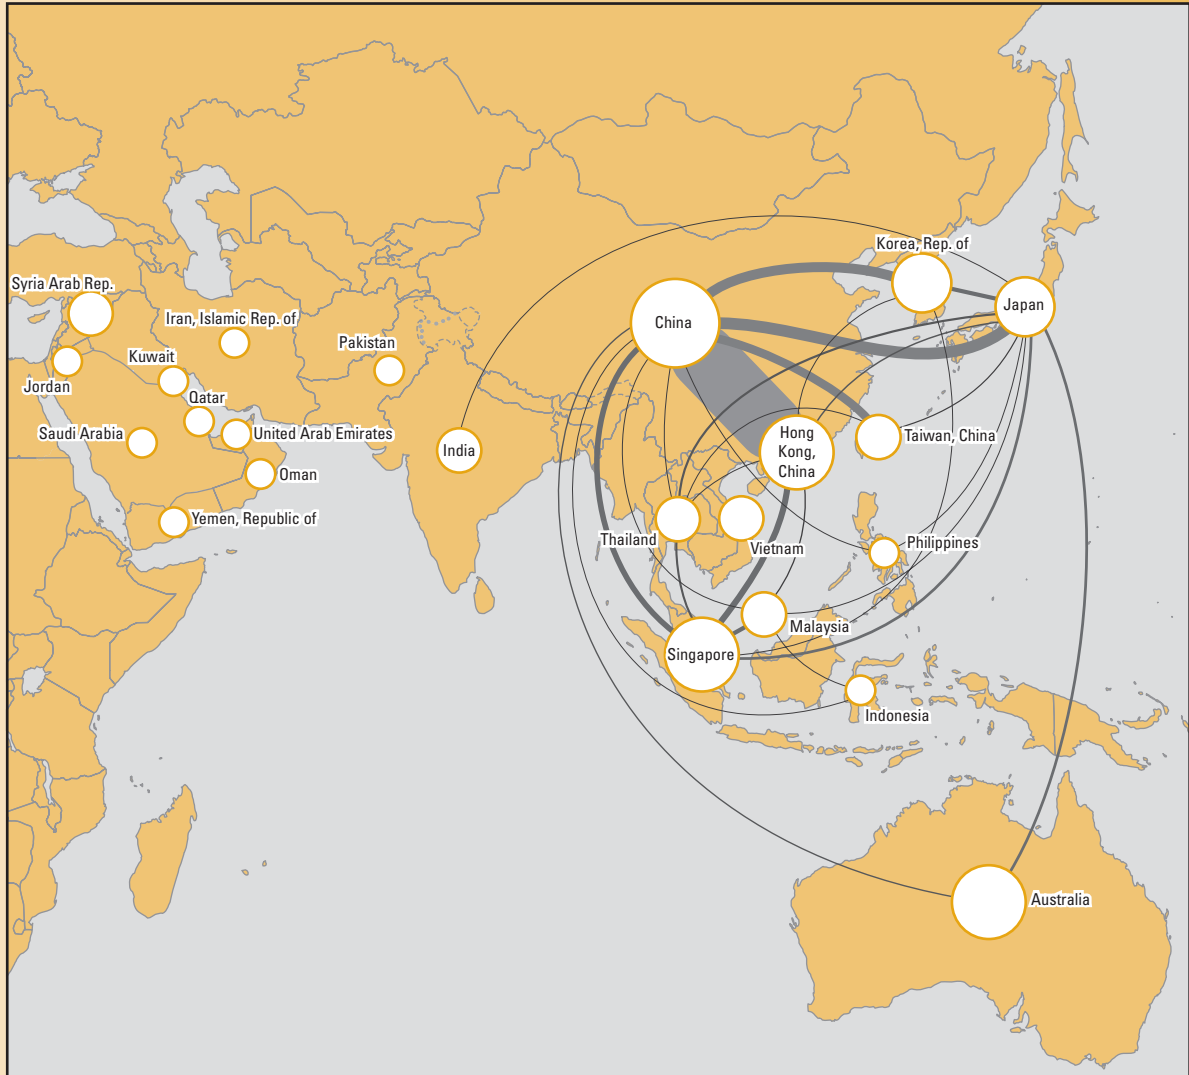 Korea, Rep. of
Syria Arab Rep.
Japan
Iran, Islamic Rep. of
China
Pakistan
Kuwait
Jordan
Qatar
Saudi Arabia
United Arab Emirates
Hong
Kong,
China
Taiwan, China
India
Oman
Yemen, Republic of
Thailand
Vietnam
Philippines
Malaysia
Singapore
Indonesia
Australia